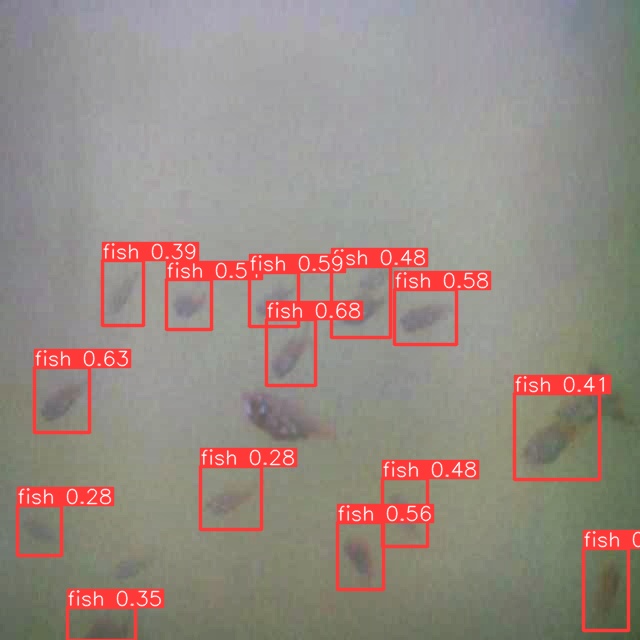 fish 0.39
fish 0.5
fish 0.59
fish 0.48
fish 0.58
fish 0.68
fish 0.63
fish 0.41
fish 0.28
fish 0.48
fish 0.28
fish 0.56
fish 0
fish 0.35